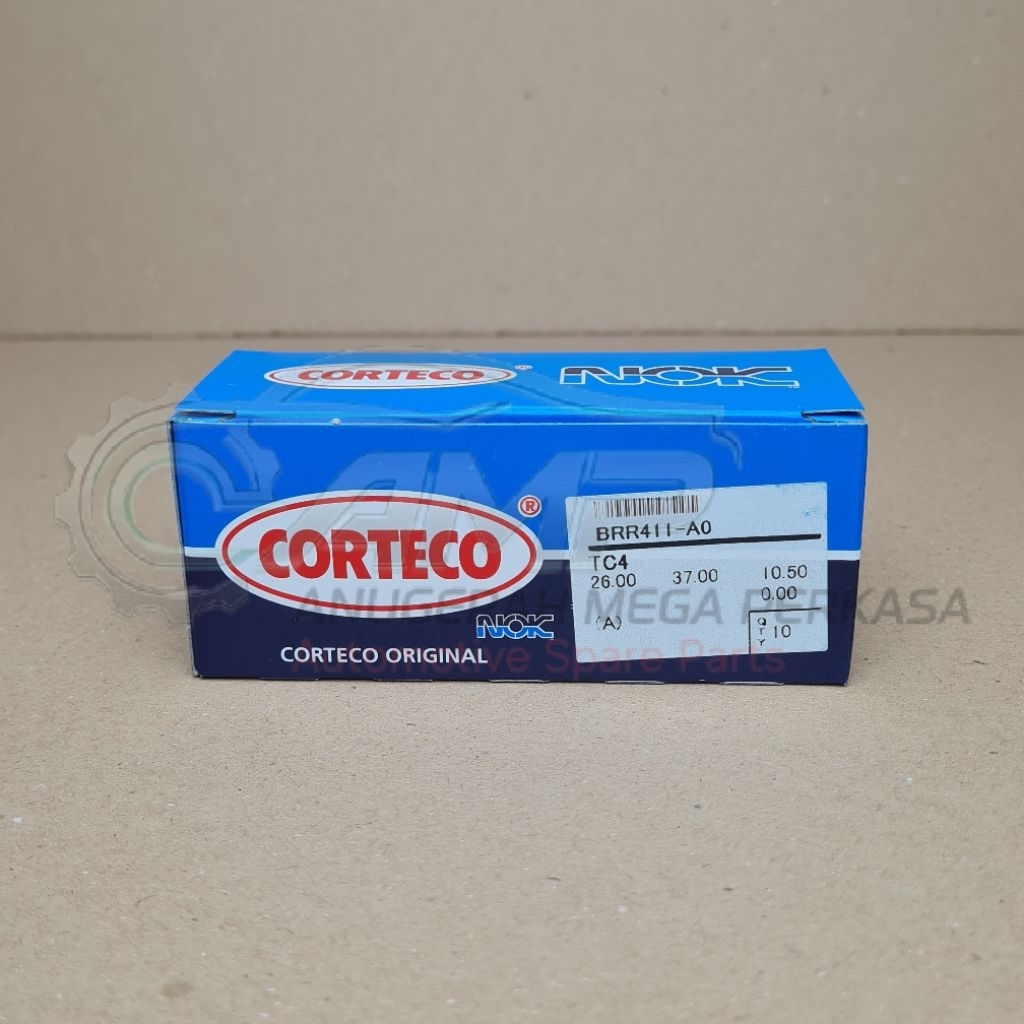 CORTECO ® NOK
CORTECO ®
NOK
CORTECO ORIGINAL
BRR411-A0
TC4
26.00 37.00 10.50
0.00
(A)
QTY 10
AMP
ANUGERAH MEGA PERKASA
Automotive Spare Parts